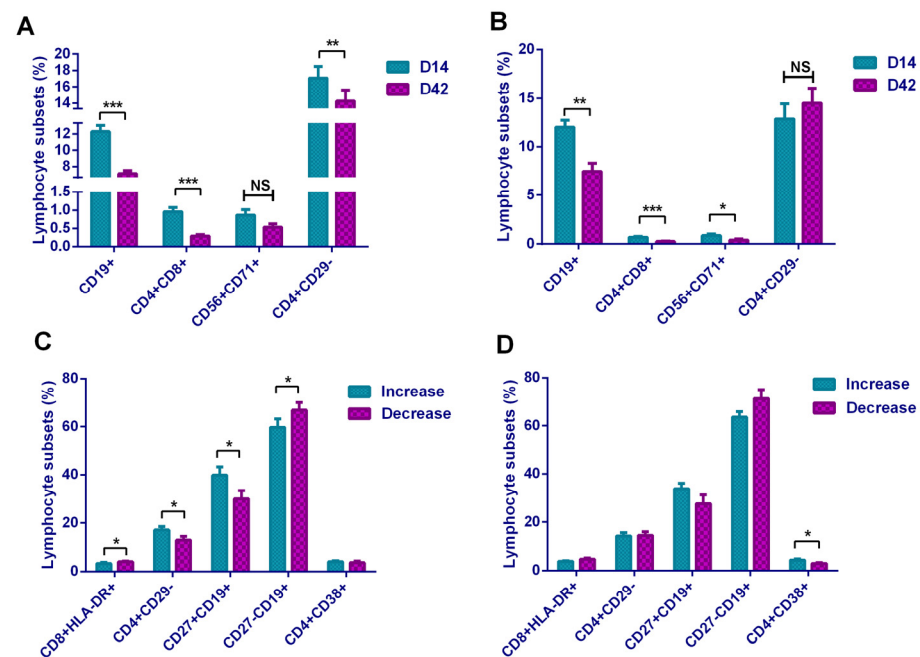 A
Lymphocyte subsets (%)
20
18
16
14
12
10
8
6
1.5
1.0
0.5
0.0
***
***
NS
**
D14
D42
CD19+
CD4+CD8+
CD56+CD71+
CD4+CD29-
B
Lymphocyte subsets (%)
20
15
10
5
0
**
***
*
NS
D14
D42
CD19+
CD4+CD8+
CD56+CD71+
CD4+CD29-
C
Lymphocyte subsets (%)
80
60
40
20
0
*
*
*
*
Increase
Decrease
CD8+HLA-DR+
CD4+CD29-
CD27+CD19+
CD27-CD19+
CD4+CD38+
D
Lymphocyte subsets (%)
80
60
40
20
0
*
Increase
Decrease
CD8+HLA-DR+
CD4+CD29-
CD27+CD19+
CD27-CD19+
CD4+CD38+